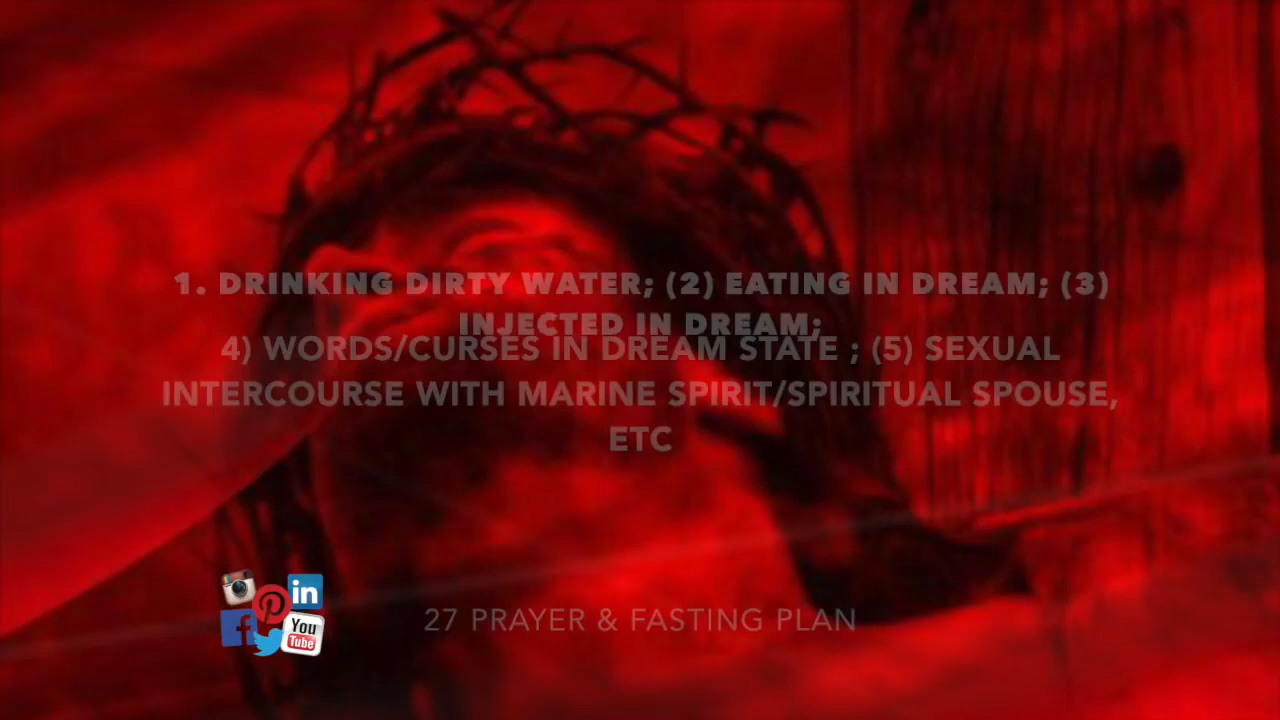 1. DRINKING DIRTY WATER; (2) EATING IN DREAM; (3)
INJECTED IN DREAM;
4) WORDS/CURSES IN DREAM STATE ; (5) SEXUAL
INTERCOURSE WITH MARINE SPIRIT/SPIRITUAL SPOUSE,
ETC
in
You
Tube
27 PRAYER & FASTING PLAN